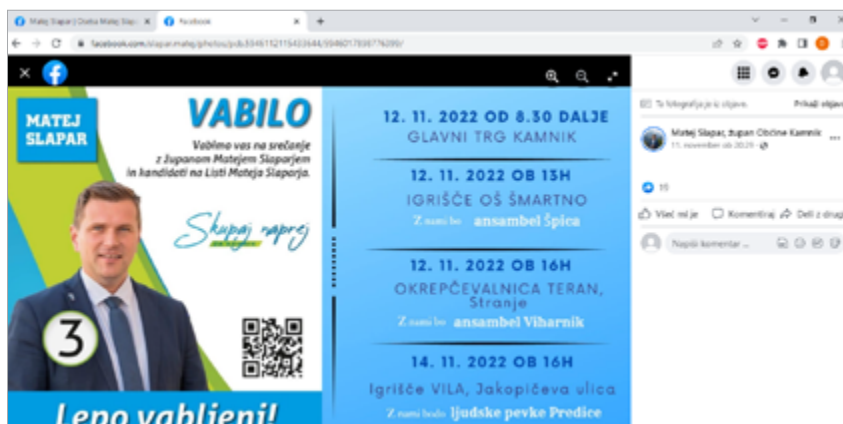 Matej Slapar | Osebna Matej Slap
Facebook
facebook.com/slapar.matej/photos/
MATEJ
SLAPAR
VABILO
Vabimo vas na srečanje
z županom Matejem Slaparjem
in kandidati na Listi Mateja Slaparja.
Skupaj naprej
3
Lepo vabljeni!
12. 11. 2022 OD 8.30 DALJE
GLAVNI TRG KAMNIK
12. 11. 2022 OB 13H
IGRIŠČE OŠ ŠMARTNO
Z nami bo ansambel Špica
12. 11. 2022 OB 16H
OKREPČEVALNICA TERAN,
Stranje
Z nami bo ansambel Viharnik
14. 11. 2022 OB 16H
Igrišče VILA, Jakopičeva ulica
Z nami bodo ljudske pevke Predice
Ta fotografija je iz objave.
Prikaži objavo
Matej Slapar, župan Občine Kamnik
11. november ob
Všeč mi je
Komentiraj
Deli z drugi
Napiši komentar ...